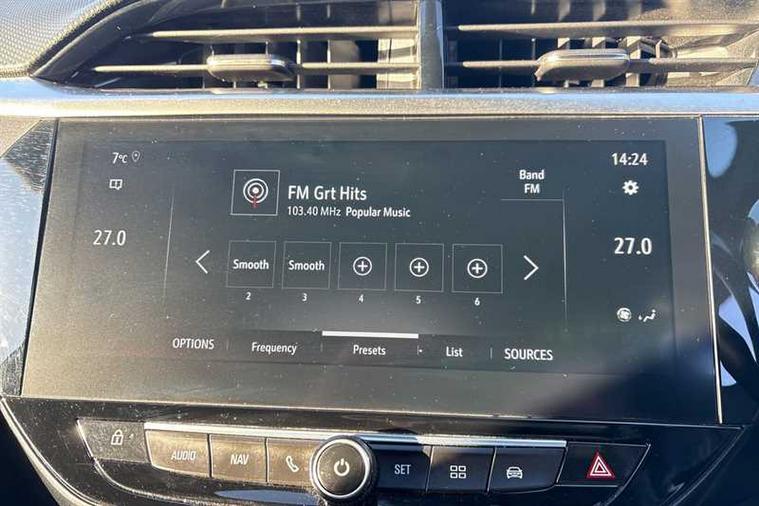 7°C
14:24
Band
FM
FM Grt Hits
103.40 MHz Popular Music
27.0
27.0
Smooth
Smooth
2
3
4
5
6
OPTIONS
Frequency
Presets
List
SOURCES
AUDIO
NAV
SET